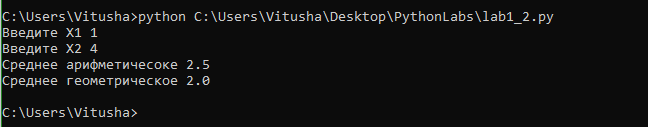 C:\Users\Vitusha>python C:\Users\Vitusha\Desktop\PythonLabs\lab1_2.py
Введите X1 1
Введите X2 4
Среднее арифметичесоке 2.5
Среднее геометрическое 2.0
C:\Users\Vitusha>